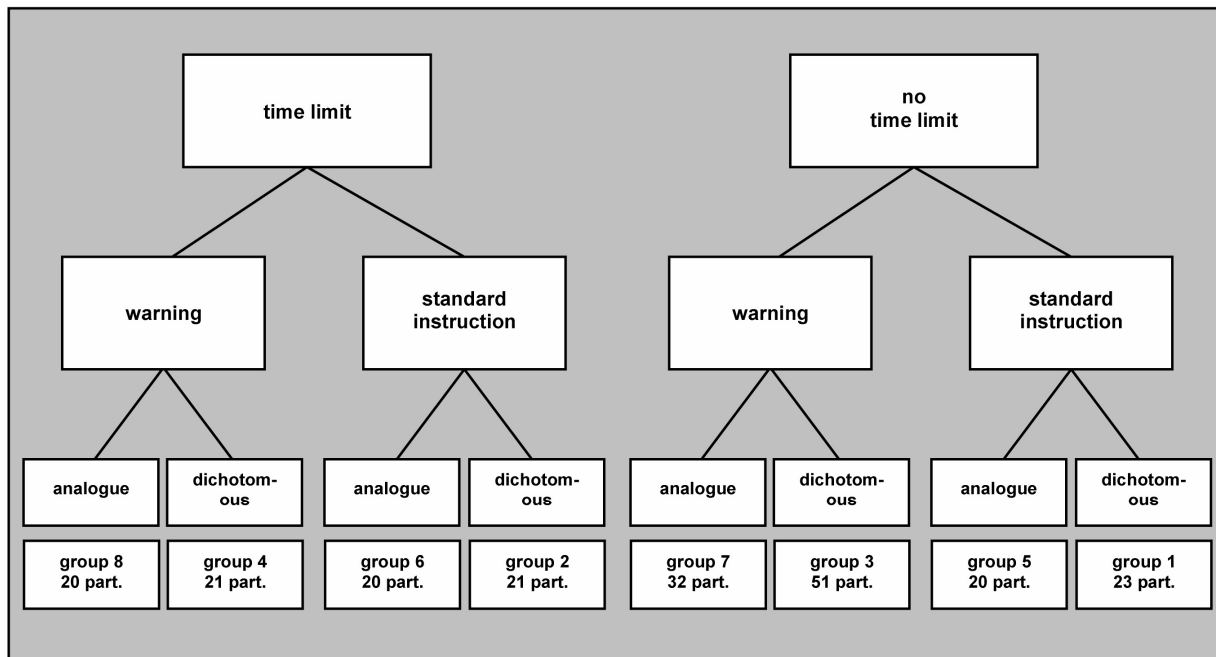 time limit
no
time limit
warning
standard
instruction
warning
standard
instruction
analogue
dichotom-
ous
analogue
dichotom-
ous
analogue
dichotom-
ous
analogue
dichotom-
ous
group 8
20 part.
group 4
21 part.
group 6
20 part.
group 2
21 part.
group 7
32 part.
group 3
51 part.
group 5
20 part.
group 1
23 part.